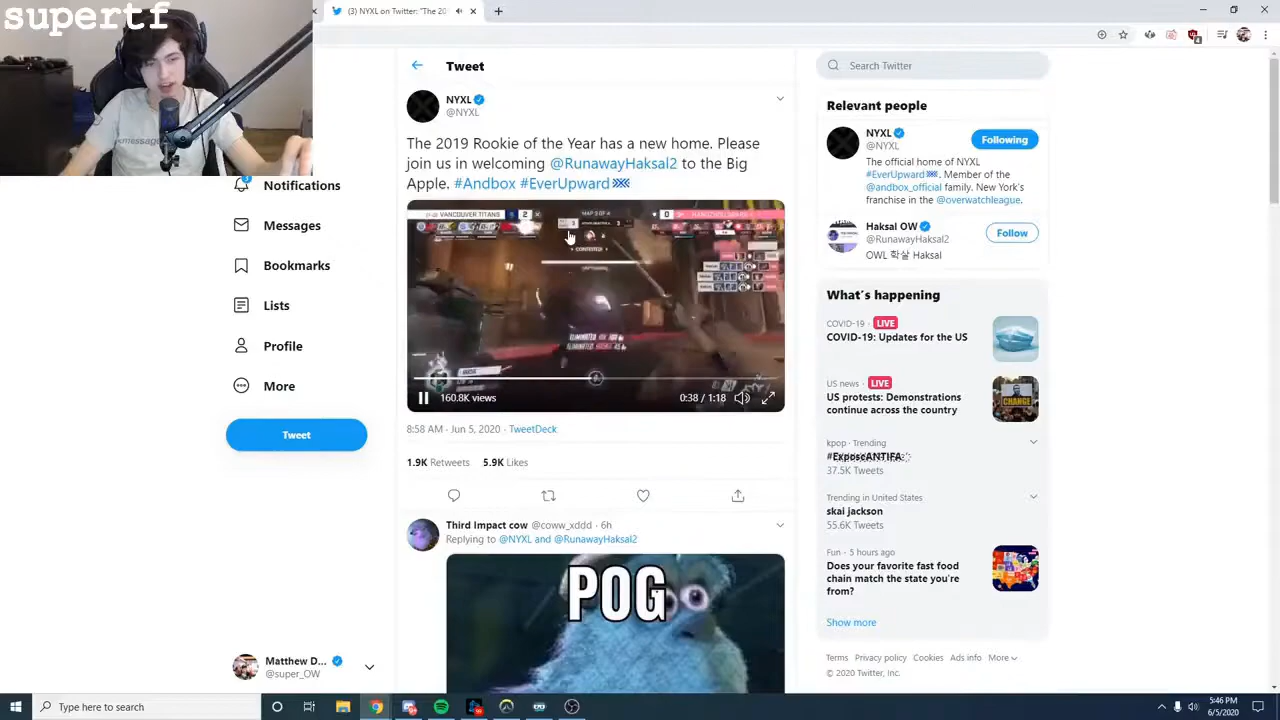 supertf
(3) NYXL on Twitter: "The 20
Notifications
Messages
Bookmarks
Lists
Profile
More
Tweet
Matthew D...
@super_OW
Tweet
NYXL
@NYXL
The 2019 Rookie of the Year has a new home. Please
join us in welcoming @RunawayHaksal2 to the Big
Apple. #Andbox #EverUpward
VANCOUVER TITANS 2
0
CONTESTED
160.8K views
0:38 / 1:18
8:58 AM · Jun 5, 2020 · TweetDeck
1.9K Retweets 5.9K Likes
Third Impact cow @coww_xddd · 6h
Replying to @NYXL and @RunawayHaksal2
POG
Search Twitter
Relevant people
NYXL
@NYXL
Following
The official home of NYXL
#EverUpward. Member of the
@andbox_official family. New York's
franchise in the @overwatchleague.
Haksal OW
@RunawayHaksal2
Follow
OWL 학살 Haksal
What's happening
COVID-19 · LIVE
COVID-19: Updates for the US
US news · LIVE
US protests: Demonstrations
continue across the country
CHANGE
kpop · Trending
#ExposeANTIFA
37.5K Tweets
Trending in United States
skai jackson
55.6K Tweets
Fun · 5 hours ago
Does your favorite fast food
chain match the state you're
from?
Show more
Terms Privacy policy Cookies Ads info More
© 2020 Twitter, Inc.
Type here to search
5:46 PM
6/5/2020